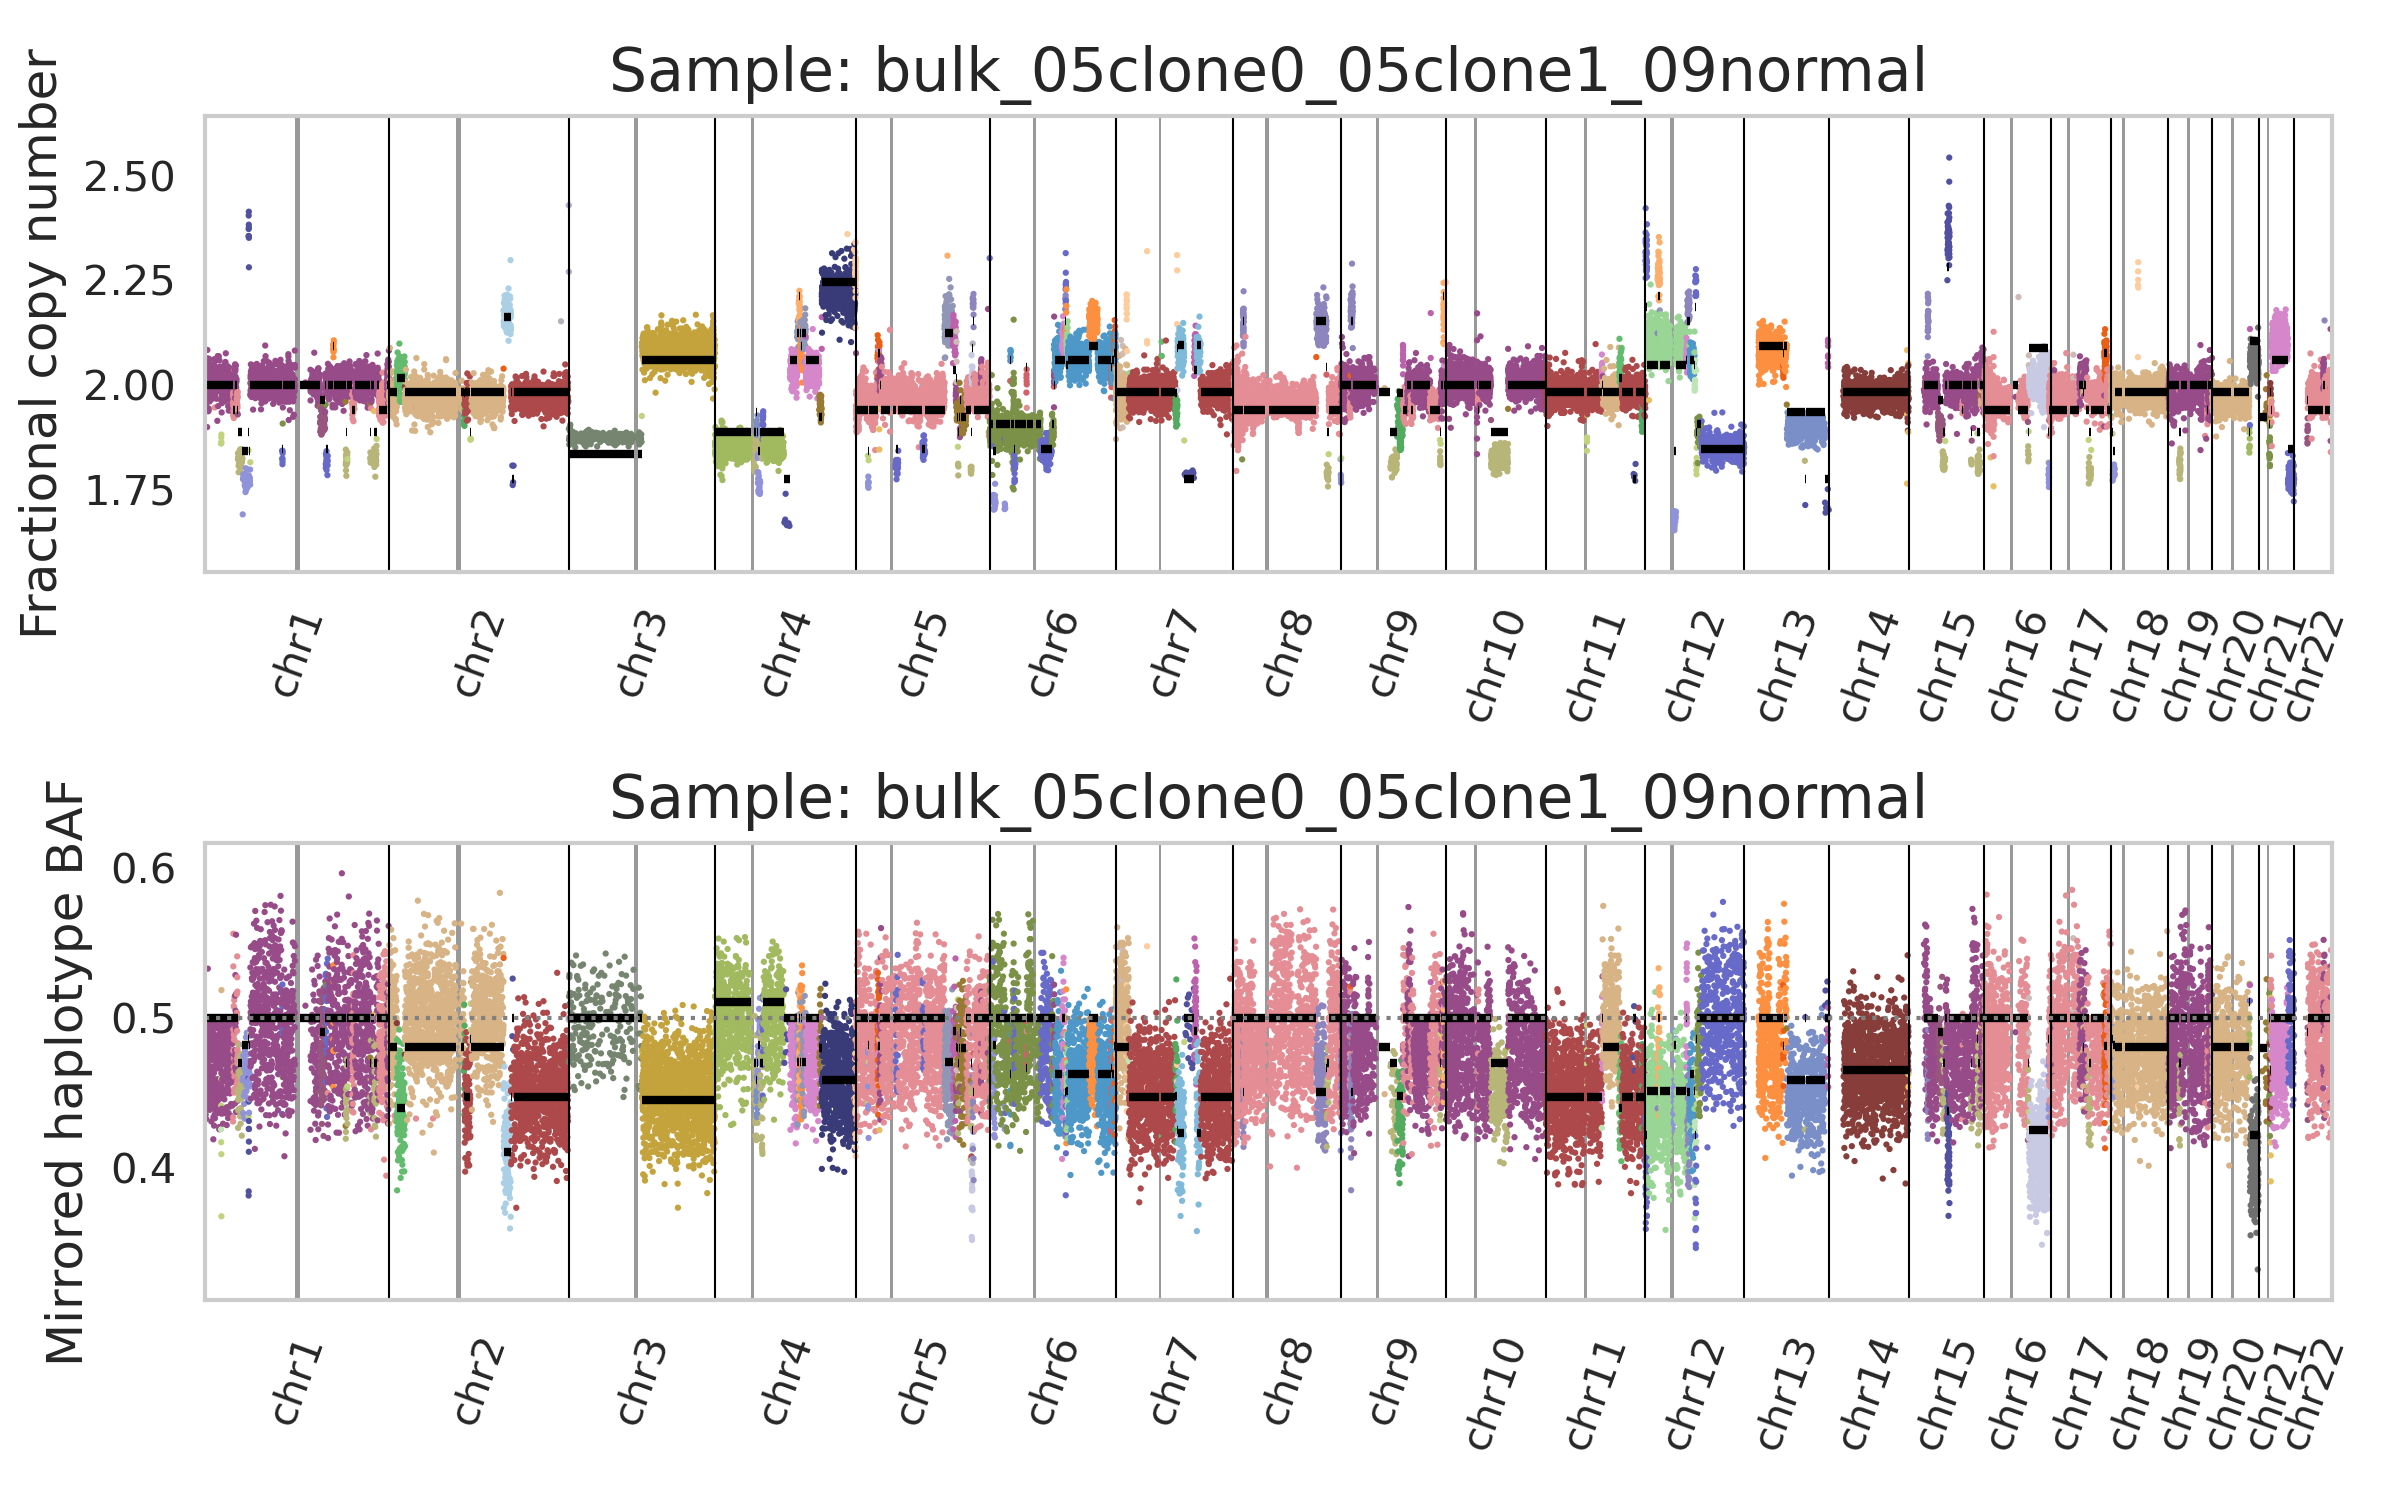 Sample: bulk_05clone0_05clone1_09normal
Fractional copy number
2.50
2.25
2.00
1.75
chr1 chr2 chr3 chr4 chr5 chr6 chr7 chr8 chr9 chr10 chr11 chr12 chr13 chr14 chr15 chr16 chr17 chr18 chr19 chr20 chr21 chr22
Sample: bulk_05clone0_05clone1_09normal
Mirrored haplotype BAF
0.6
0.5
0.4
chr1 chr2 chr3 chr4 chr5 chr6 chr7 chr8 chr9 chr10 chr11 chr12 chr13 chr14 chr15 chr16 chr17 chr18 chr19 chr20 chr21 chr22